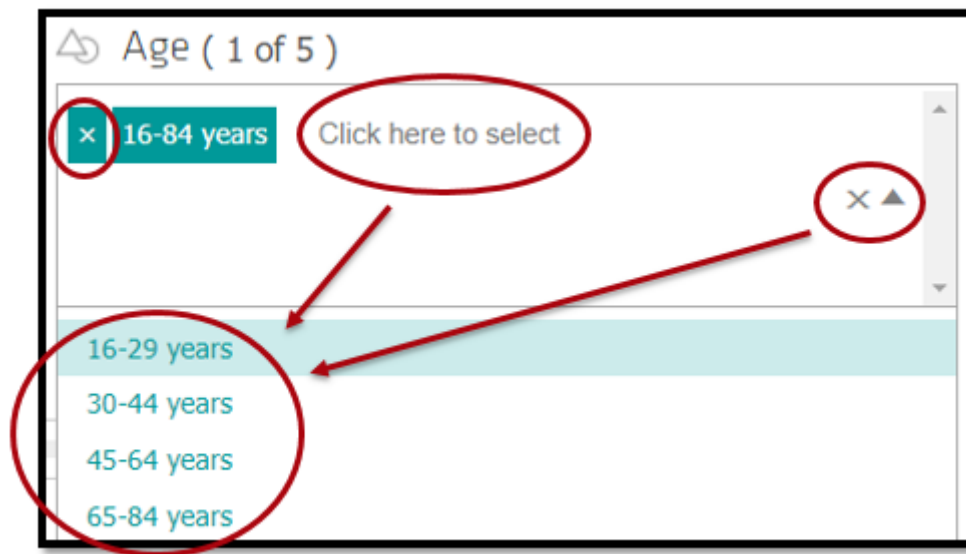 Age ( 1 of 5 )
× 16-84 years Click here to select
×
16-29 years
30-44 years
45-64 years
65-84 years